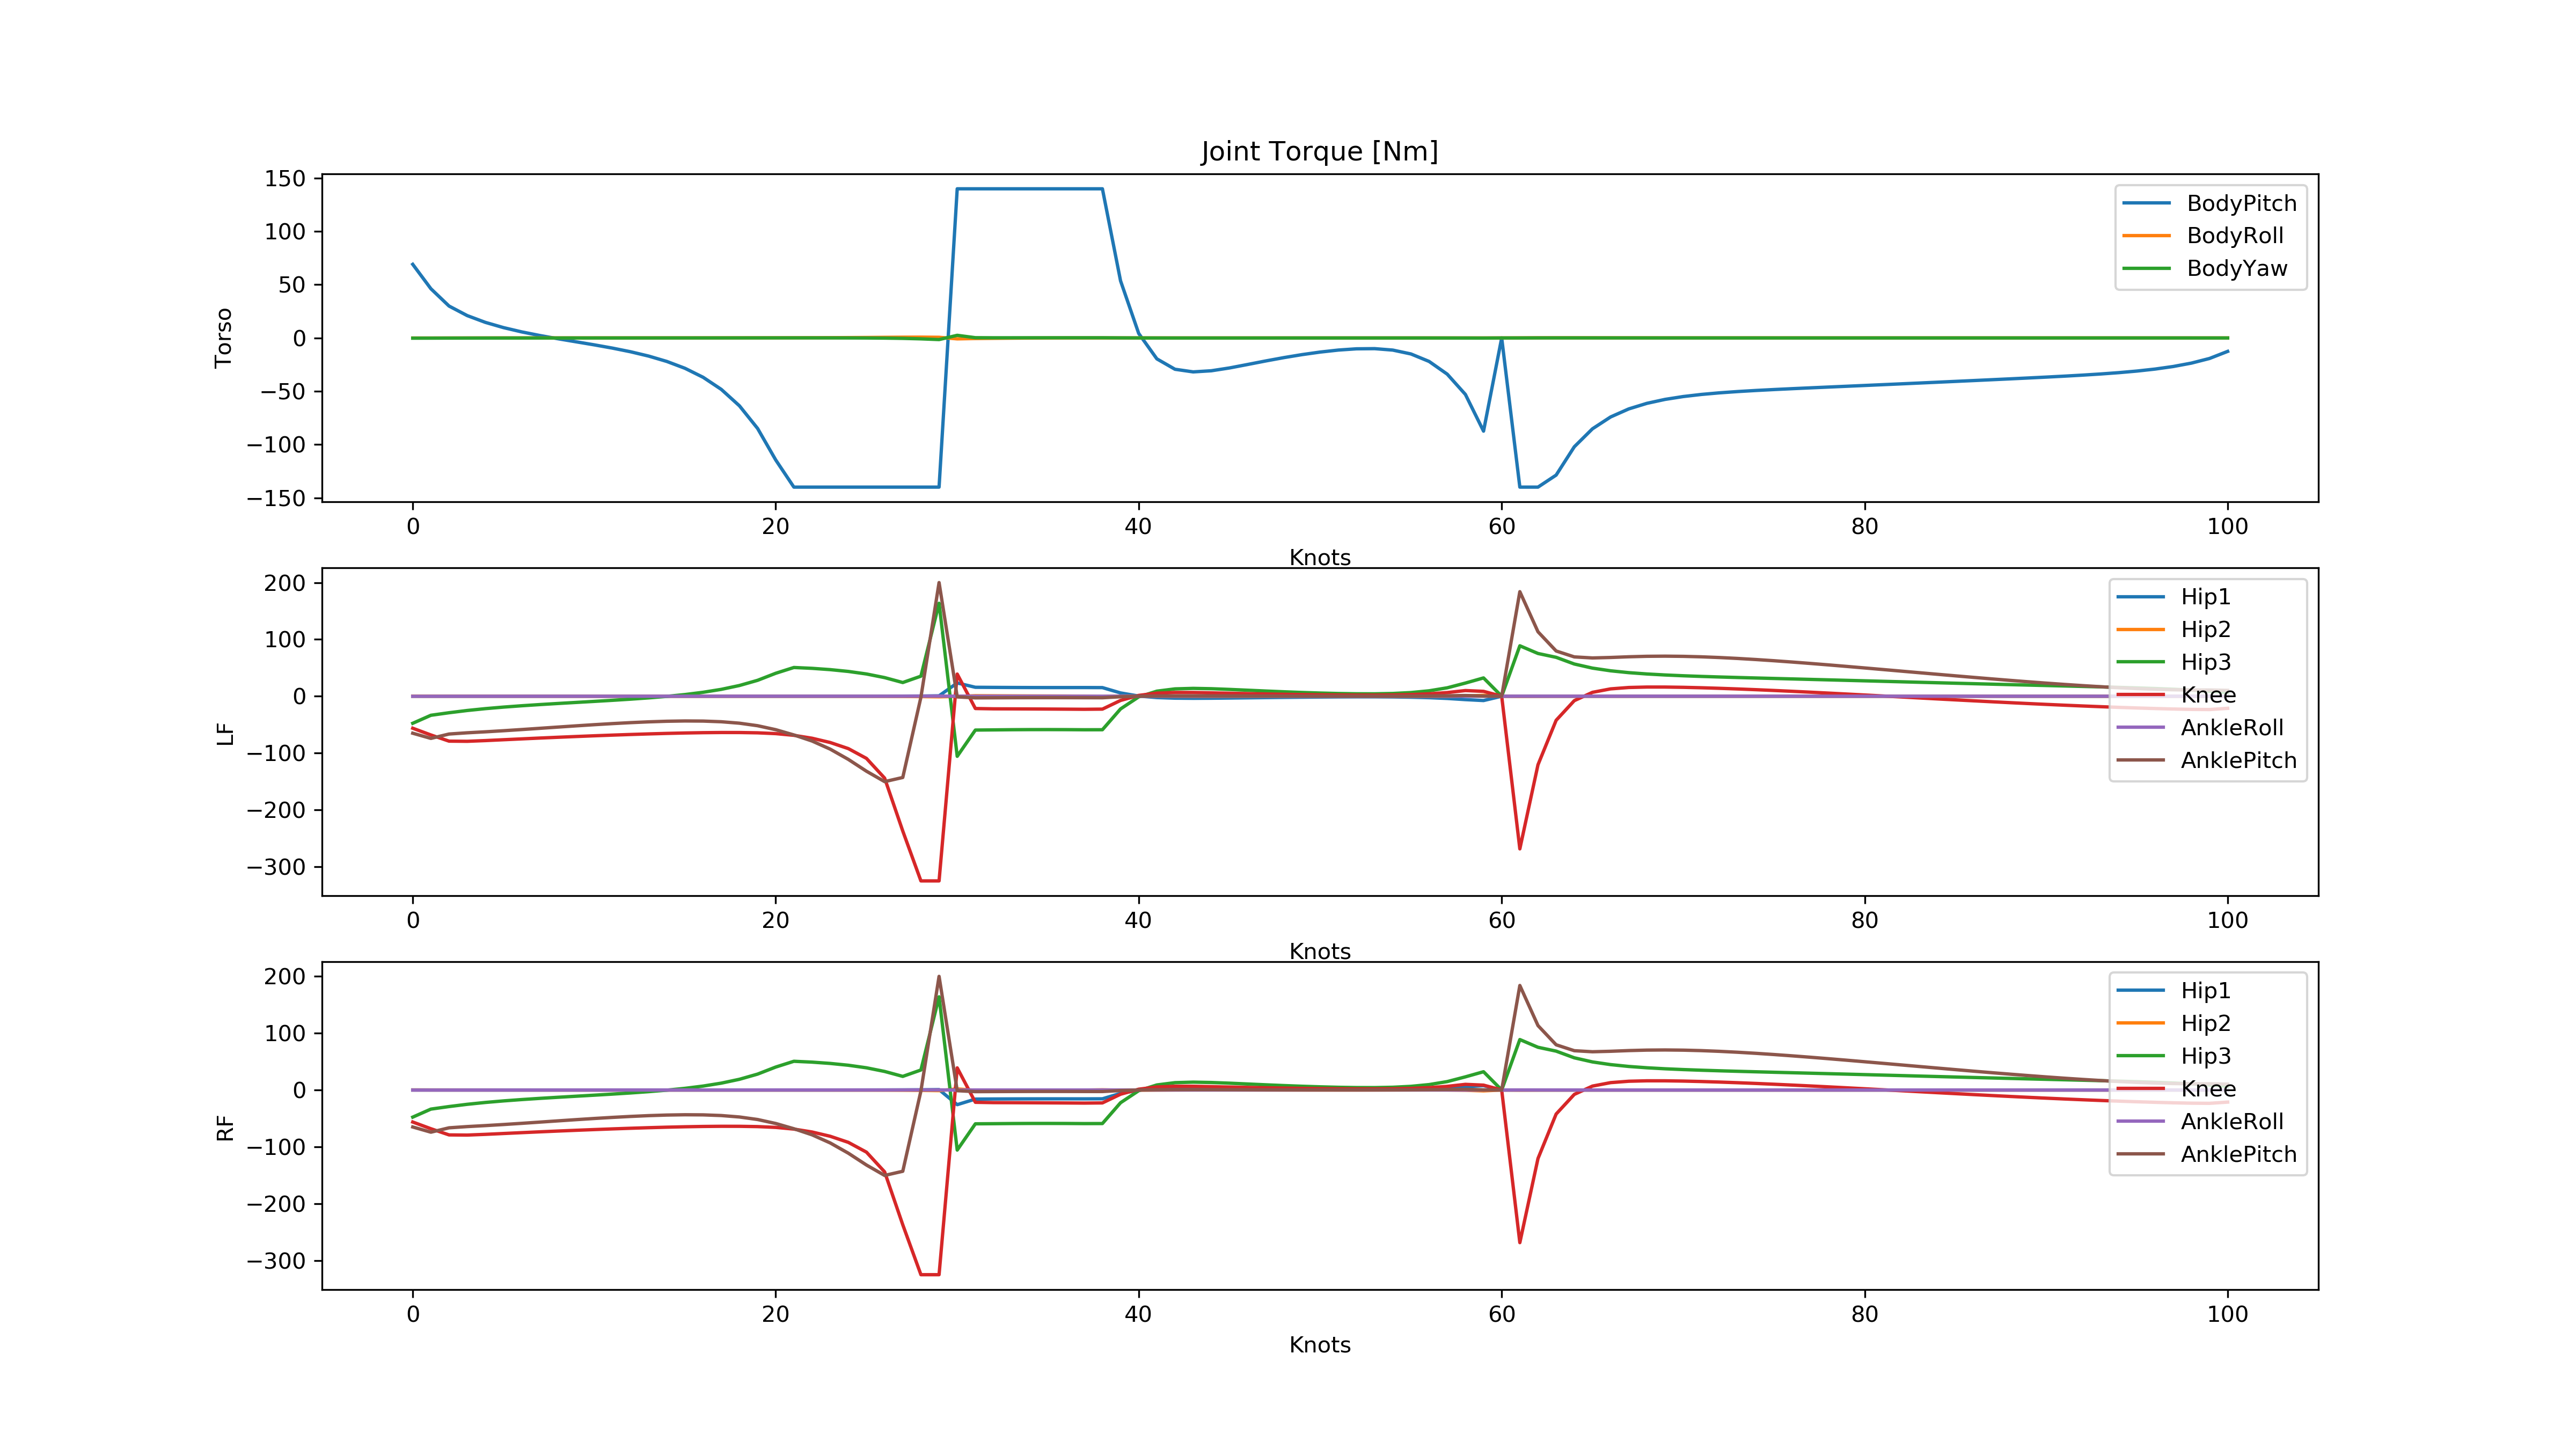 Joint Torque [Nm]
150
100
50
0
−50
−100
−150
Torso
BodyPitch
BodyRoll
BodyYaw
0 20 40 60 80 100
Knots
200
100
0
−100
−200
−300
LF
Hip1
Hip2
Hip3
Knee
AnkleRoll
AnklePitch
0 20 40 60 80 100
Knots
200
100
0
−100
−200
−300
RF
Hip1
Hip2
Hip3
Knee
AnkleRoll
AnklePitch
0 20 40 60 80 100
Knots